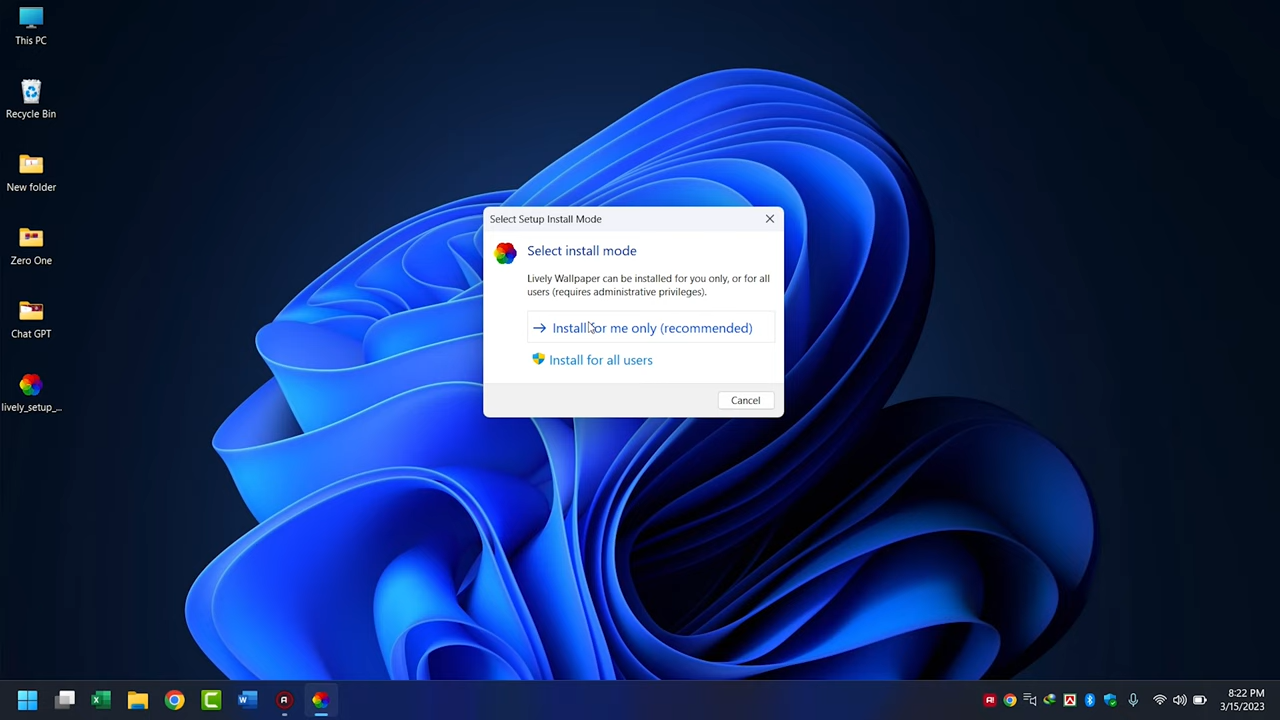 This PC
Recycle Bin
New folder
Zero One
Chat GPT
lively_setup_...
Select Setup Install Mode
Select install mode
Lively Wallpaper can be installed for you only, or for all
users (requires administrative privileges).
Install for me only (recommended)
Install for all users
Cancel
8:22 PM
3/15/2023